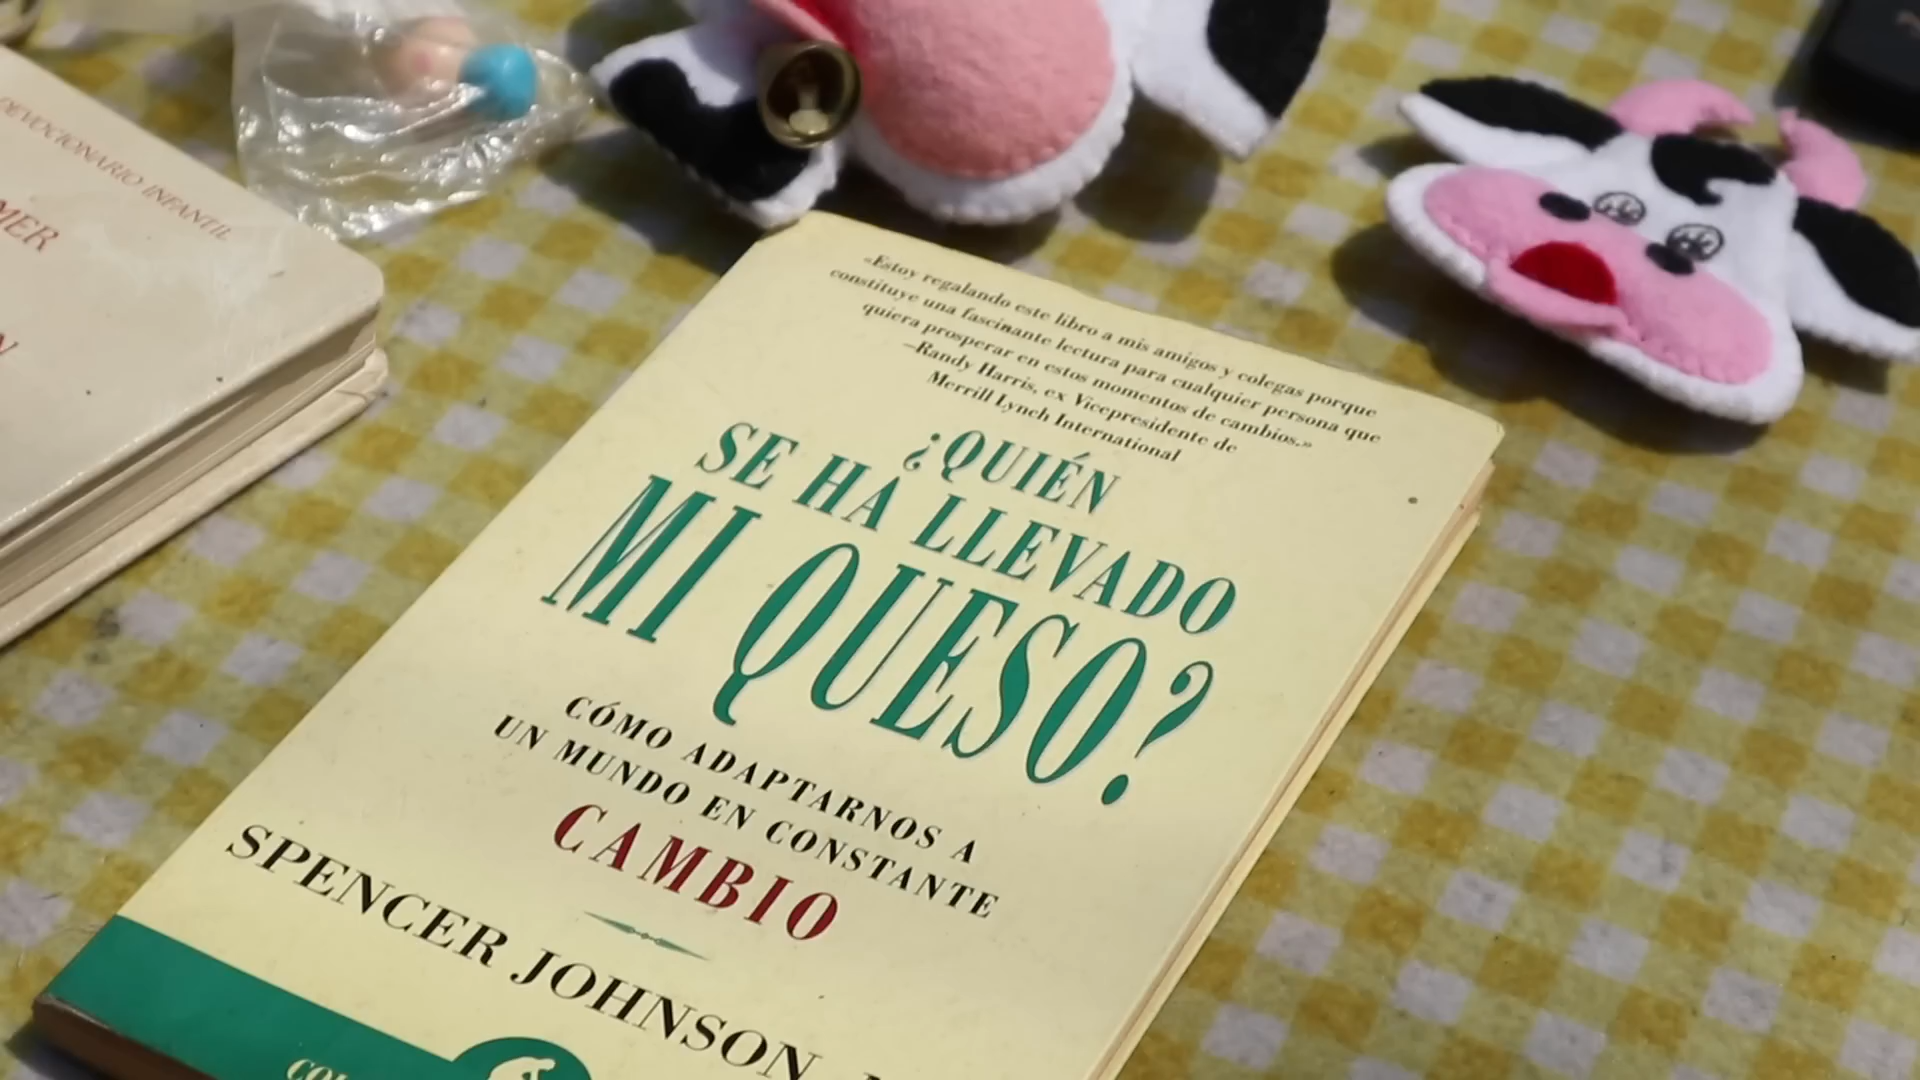 DEVOCIONARIO INFANTIL
«Estoy regalando este libro a mis amigos y colegas porque
constituye una fascinante lectura para cualquier persona que
quiera prosperar en estos momentos de cambios.»
—Randy Harris, ex Vicepresidente de
Merrill Lynch International
¿QUIÉN
SE HA LLEVADO
MI QUESO?
CÓMO ADAPTARNOS A
UN MUNDO EN CONSTANTE
CAMBIO
SPENCER JOHNSON